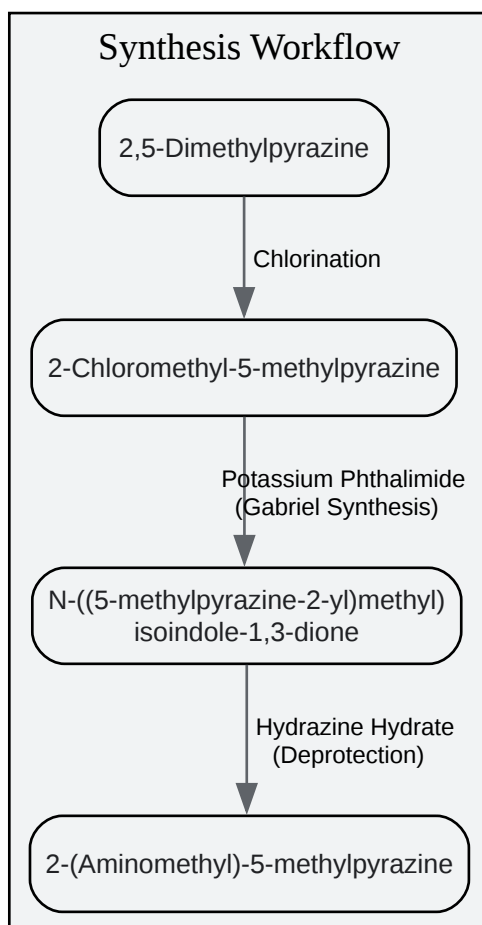 Synthesis Workflow
2,5-Dimethylpyrazine
Chlorination
2-Chloromethyl-5-methylpyrazine
Potassium Phthalimide
(Gabriel Synthesis)
N-((5-methylpyrazine-2-yl)methyl)
isoindole-1,3-dione
Hydrazine Hydrate
(Deprotection)
2-(Aminomethyl)-5-methylpyrazine